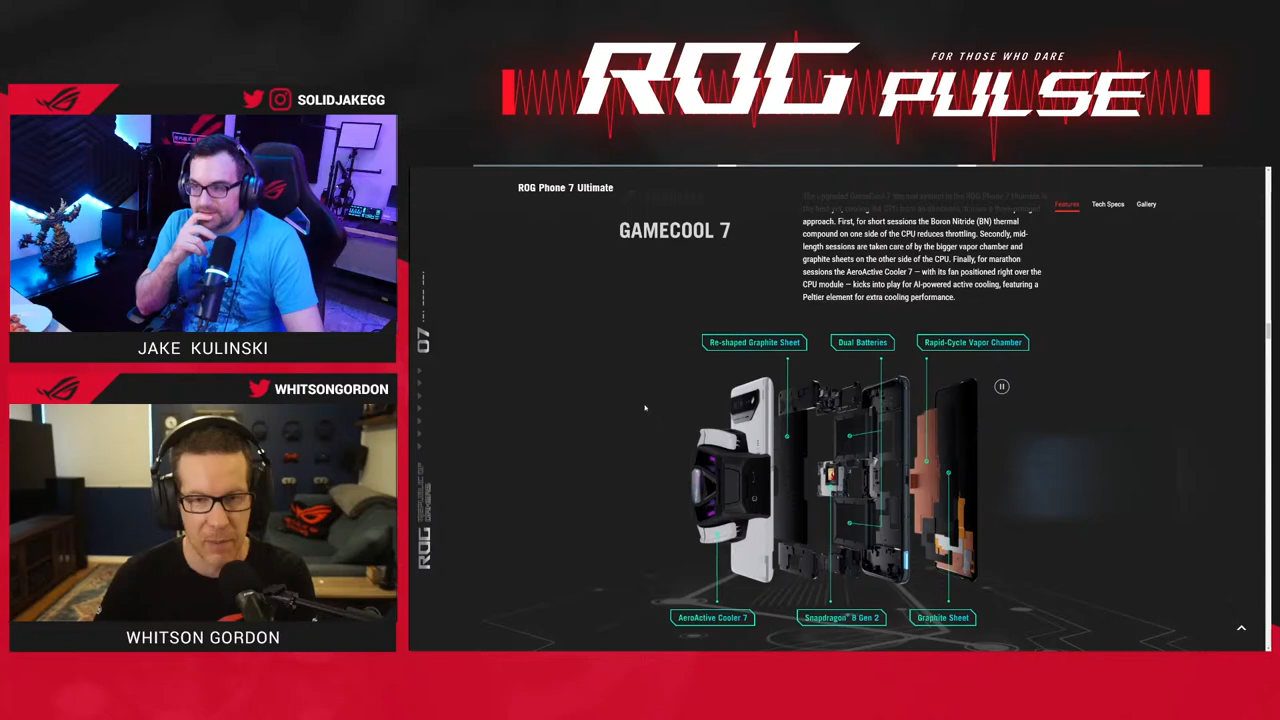 ROG
FOR THOSE WHO DARE
PULSE
SOLIDJAKEGG
JAKE KULINSKI
WHITSONGORDON
WHITSON GORDON
ROG Phone 7 Ultimate
Features
Tech Specs
Gallery
GAMECOOL 7
approach. First, for short sessions the Boron Nitride (BN) thermal
compound on one side of the CPU reduces throttling. Secondly, mid-
length sessions are taken care of by the bigger vapor chamber and
graphite sheets on the other side of the CPU. Finally, for marathon
sessions the AeroActive Cooler 7 — with its fan positioned right over the
CPU module — kicks into play for AI-powered active cooling, featuring a
Peltier element for extra cooling performance.
Re-shaped Graphite Sheet
Dual Batteries
Rapid-Cycle Vapor Chamber
AeroActive Cooler 7
Snapdragon® 8 Gen 2
Graphite Sheet
07
REPUBLIC OF
GAMERS
ROG